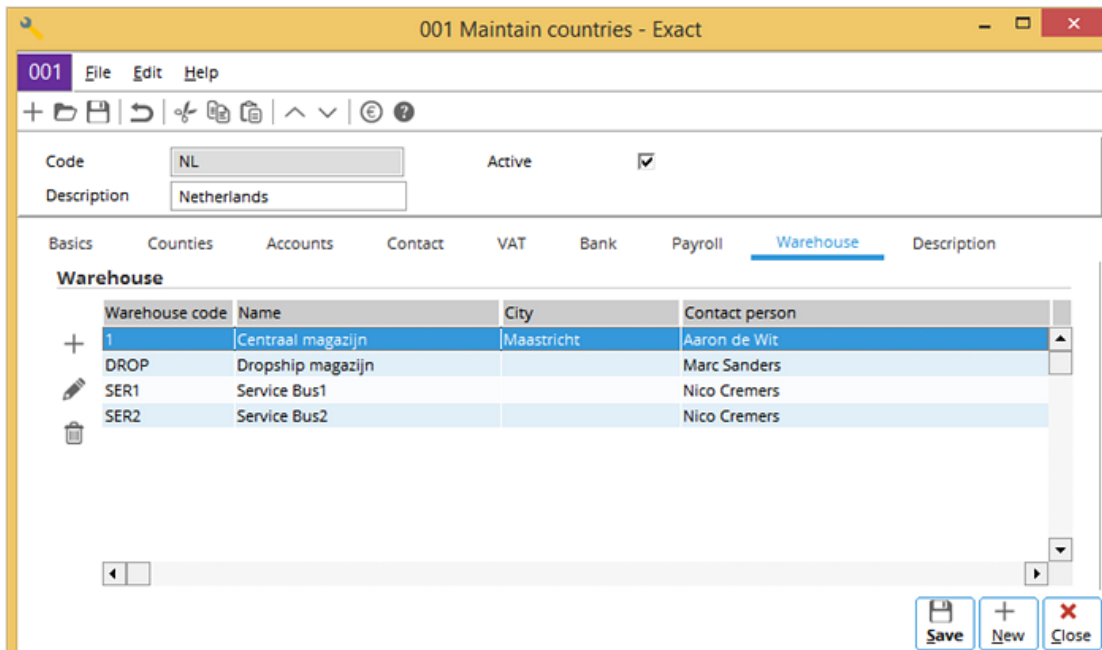 001 Maintain countries - Exact
001 File Edit Help
Code NL Active
Description Netherlands
Basics Counties Accounts Contact VAT Bank Payroll Warehouse Description
Warehouse
Warehouse code Name City Contact person
1 Centraal magazijn Maastricht Aaron de Wit
DROP Dropship magazijn Marc Sanders
SER1 Service Bus1 Nico Cremers
SER2 Service Bus2 Nico Cremers
Save New Close